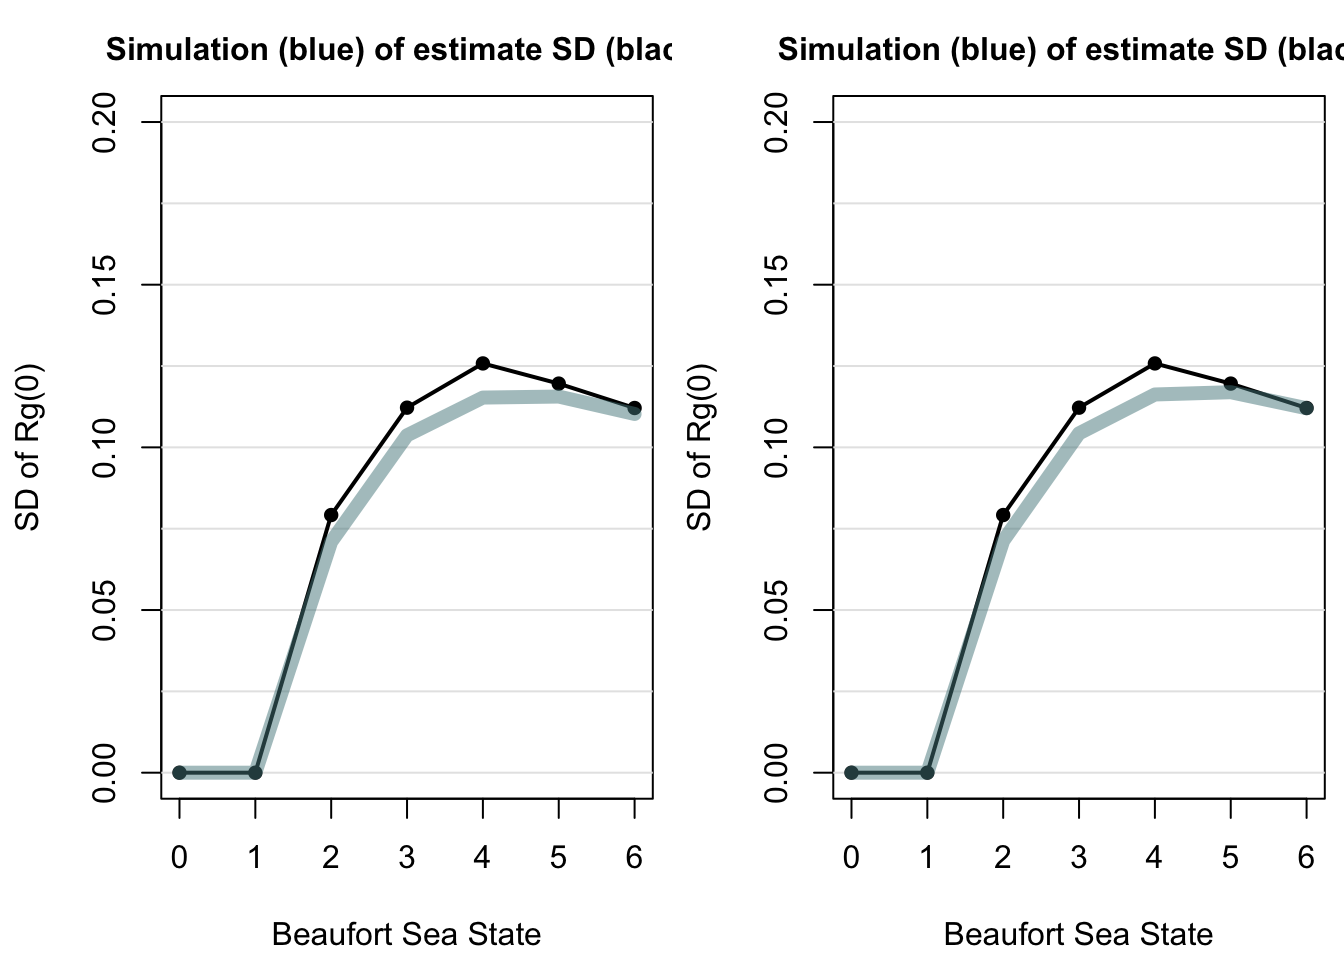 Simulation (blue) of estimate SD (blac
SD of Rg(0)
0.20
0.15
0.10
0.05
0.00
0 1 2 3 4 5 6
Beaufort Sea State
Simulation (blue) of estimate SD (blac
SD of Rg(0)
0.20
0.15
0.10
0.05
0.00
0 1 2 3 4 5 6
Beaufort Sea State